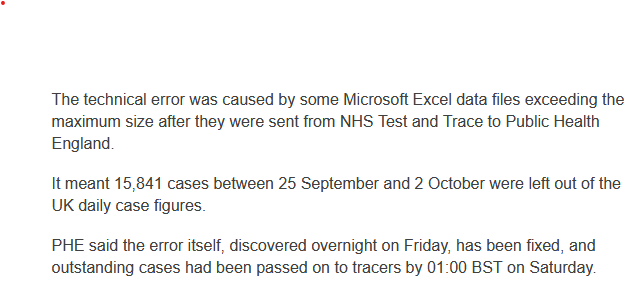 The technical error was caused by some Microsoft Excel data files exceeding the
maximum size after they were sent from NHS Test and Trace to Public Health
England.
It meant 15,841 cases between 25 September and 2 October were left out of the
UK daily case figures.
PHE said the error itself, discovered overnight on Friday, has been fixed, and
outstanding cases had been passed on to tracers by 01:00 BST on Saturday.